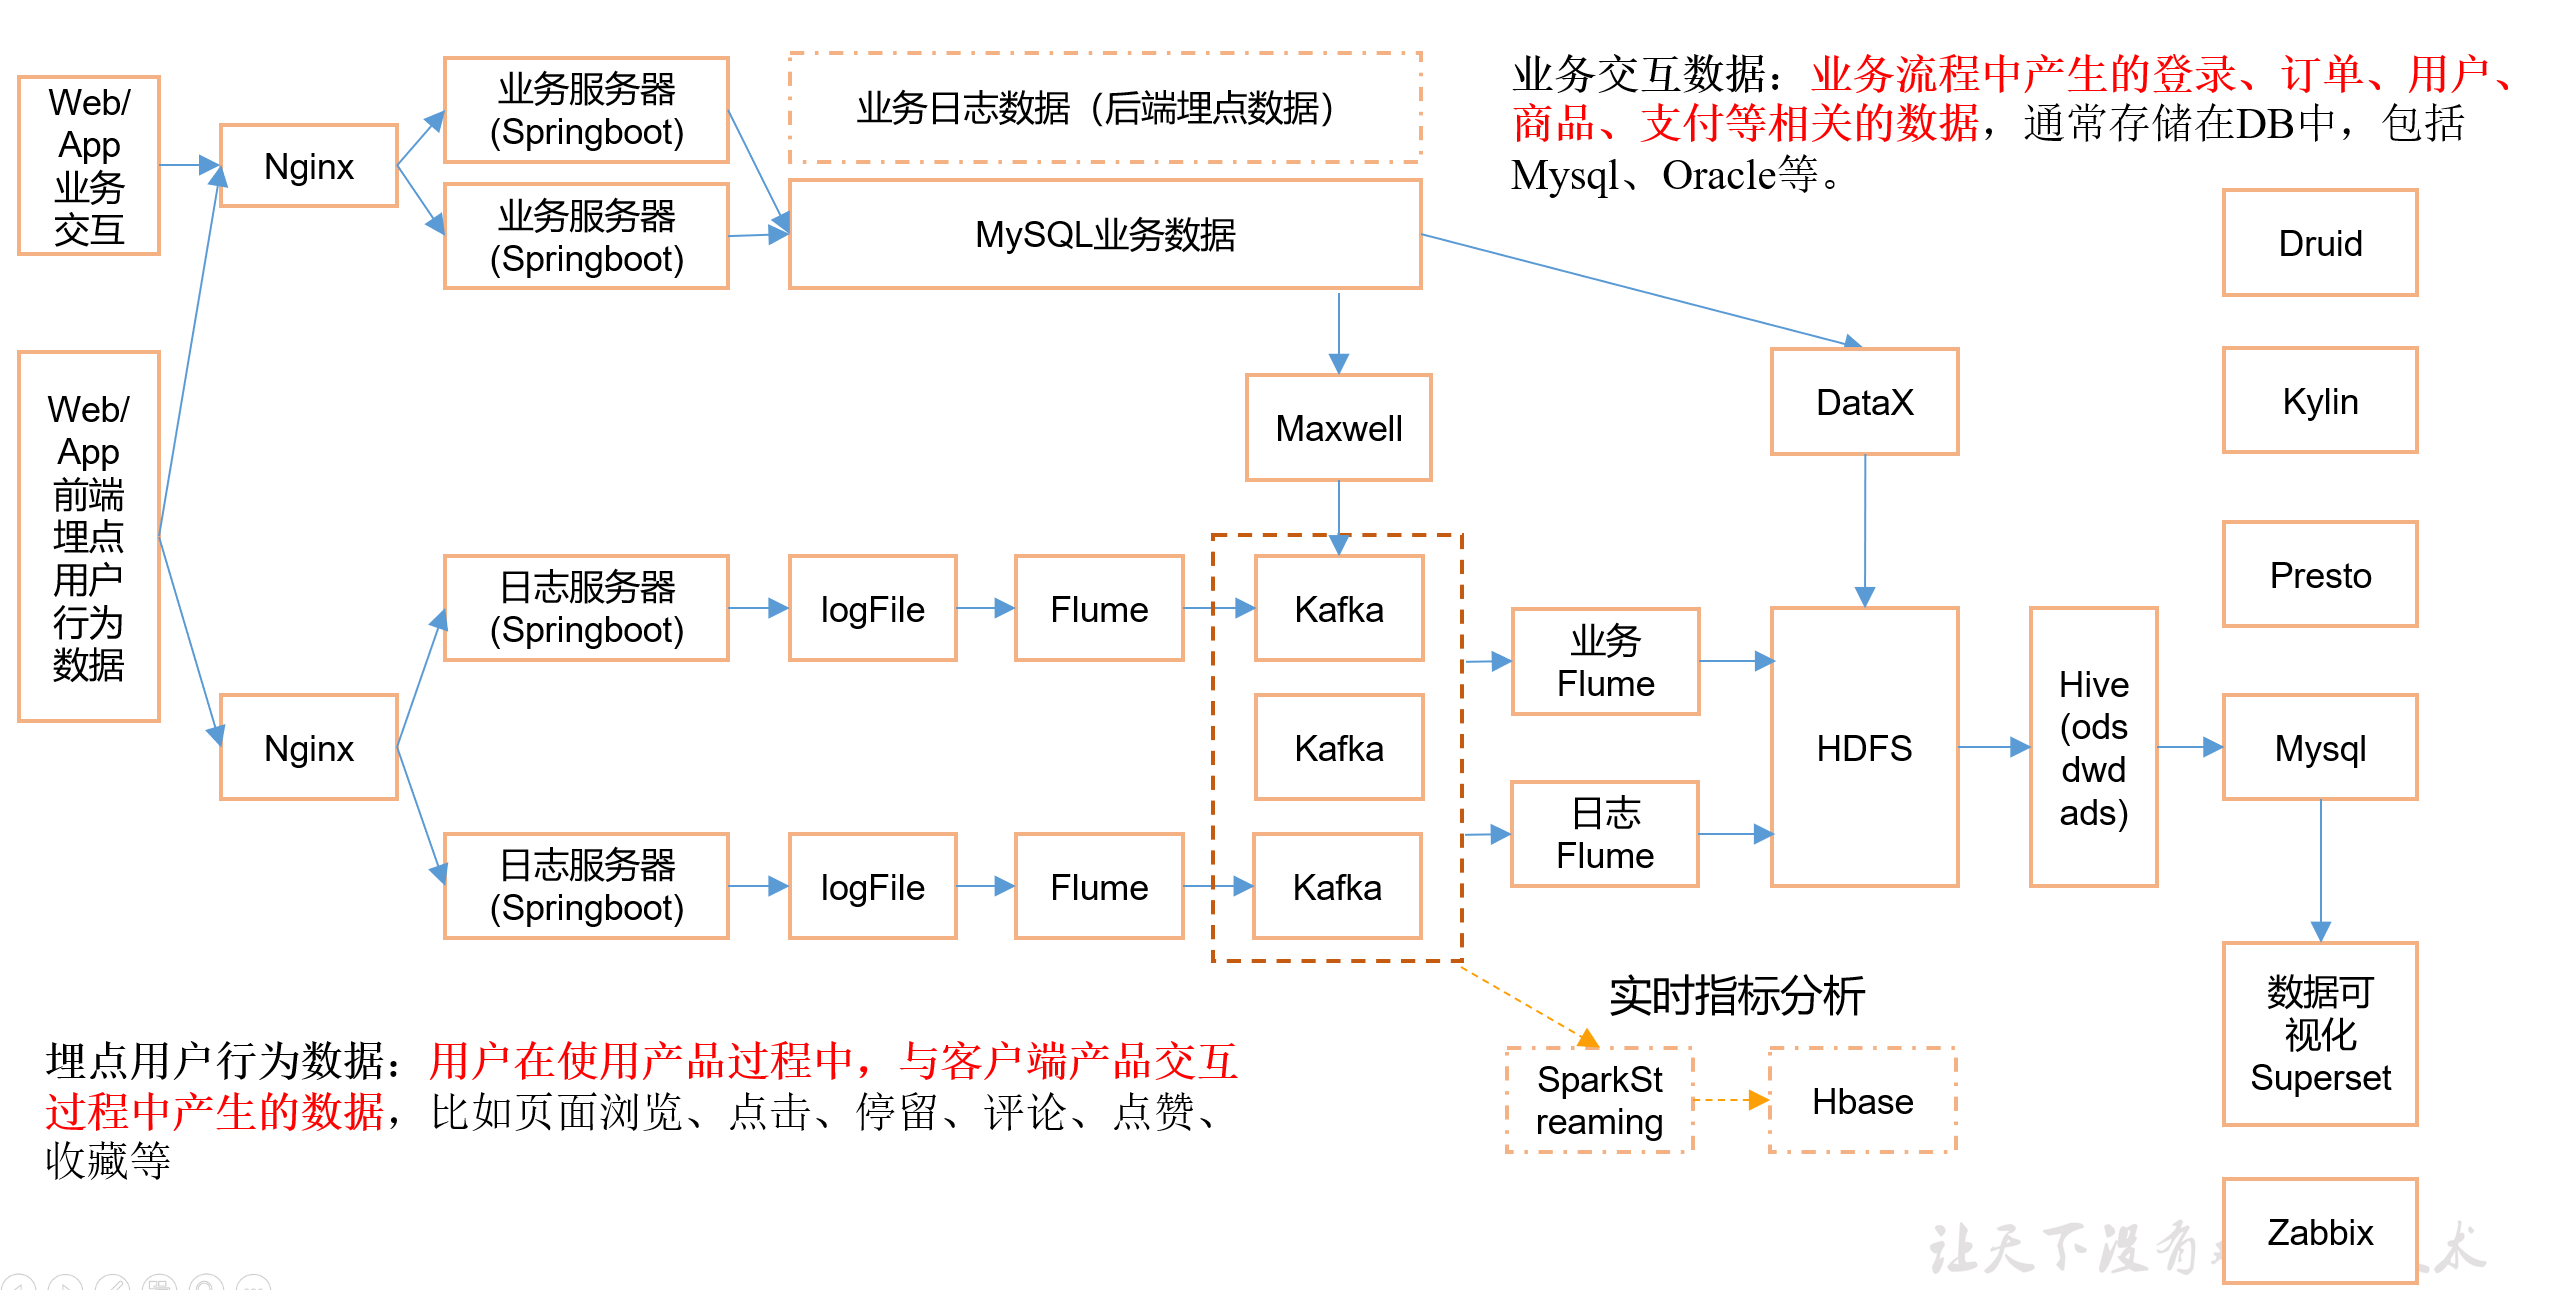 Web/
App
业务
交互
Nginx
业务服务器
(Springboot)
业务服务器
(Springboot)
业务日志数据（后端埋点数据）
MySQL业务数据
业务交互数据：业务流程中产生的登录、订单、用户、
商品、支付等相关的数据，通常存储在DB中，包括
Mysql、Oracle等。
Web/
App
前端
埋点
用户
行为
数据
Nginx
日志服务器
(Springboot)
logFile
Flume
日志服务器
(Springboot)
logFile
Flume
Maxwell
Kafka
Kafka
Kafka
DataX
业务
Flume
日志
Flume
HDFS
Hive
(ods
dwd
ads)
Druid
Kylin
Presto
Mysql
数据可
视化
Superset
Zabbix
实时指标分析
SparkSt
reaming
Hbase
埋点用户行为数据：用户在使用产品过程中，与客户端产品交互
过程中产生的数据，比如页面浏览、点击、停留、评论、点赞、
收藏等
让天下没有 术